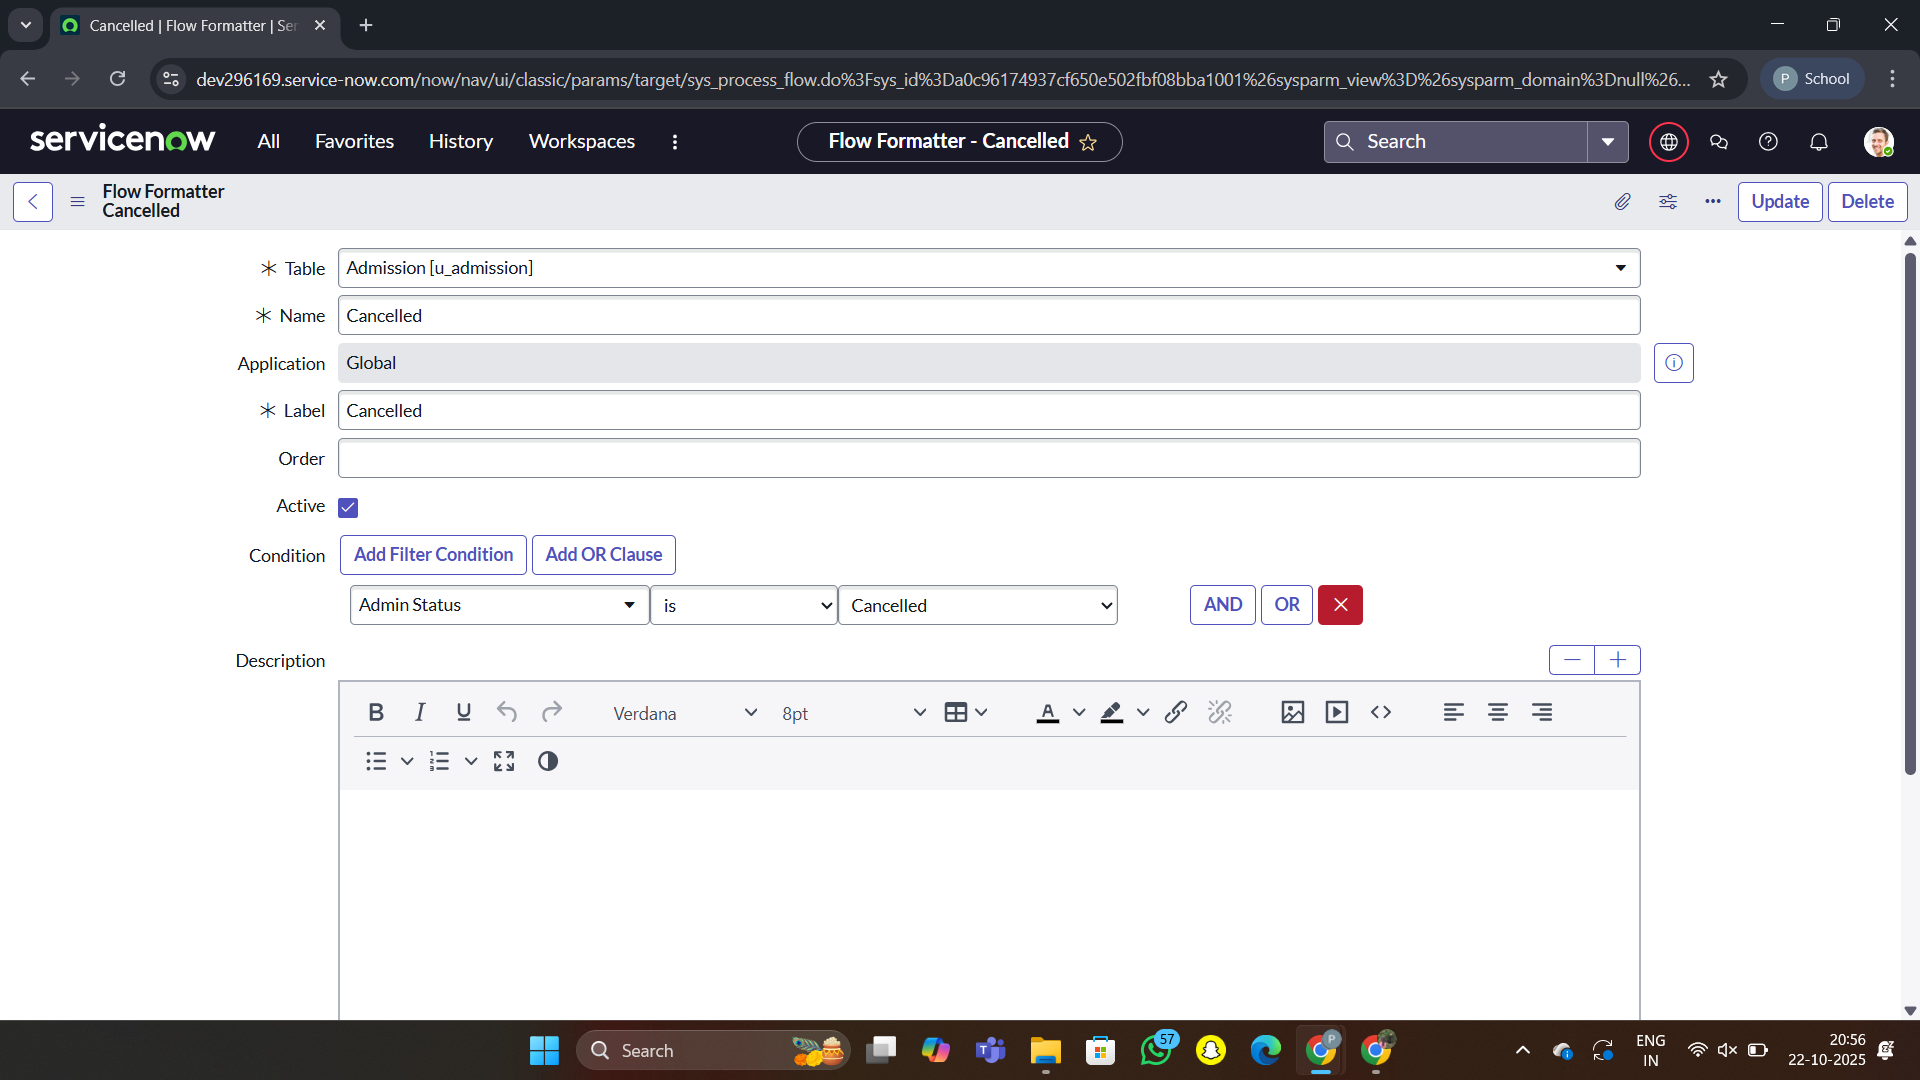 Cancelled | Flow Formatter | Ser
dev296169.service-now.com/now/nav/ui/classic/params/target/sys_process_flow.do%3Fsys_id%3Da0c96174937cf650e502fbf08bba1001%26sysparm_view%3D%26sysparm_domain%3Dnull%26...
P School
servicenow
All Favorites History Workspaces
Flow Formatter - Cancelled
Search
Flow Formatter
Cancelled
Update Delete
Table Admission [u_admission]
Name Cancelled
Application Global
Label Cancelled
Order
Active
Condition Add Filter Condition Add OR Clause
Admin Status is Cancelled AND OR
Description
B I U Verdana 8pt A
Search
57
P
ENG
IN
20:56
22-10-2025